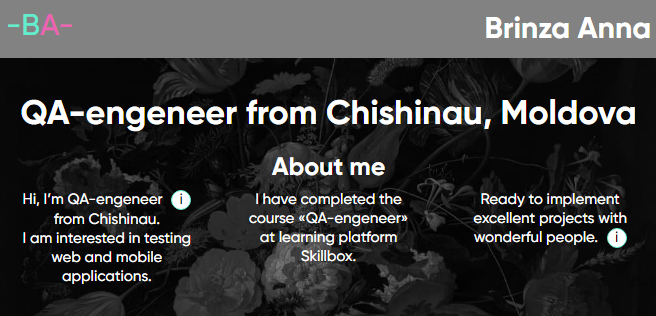 -BA-
Brinza Anna
QA-engeneer from Chishinau, Moldova
About me
Hi, I'm QA-engeneer i
from Chishinau.
I am interested in testing
web and mobile
applications.
I have completed the
course «QA-engeneer»
at learning platform
Skillbox.
Ready to implement
excellent projects with
wonderful people. i